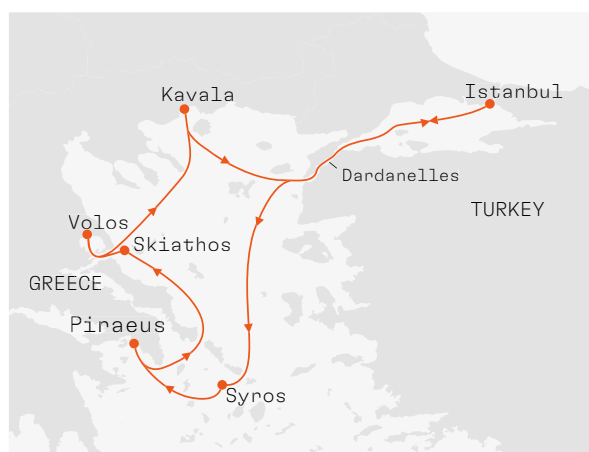 Kavala
Istanbul
Dardanelles
TURKEY
Volos
Skiathos
GREECE
Piraeus
Syros